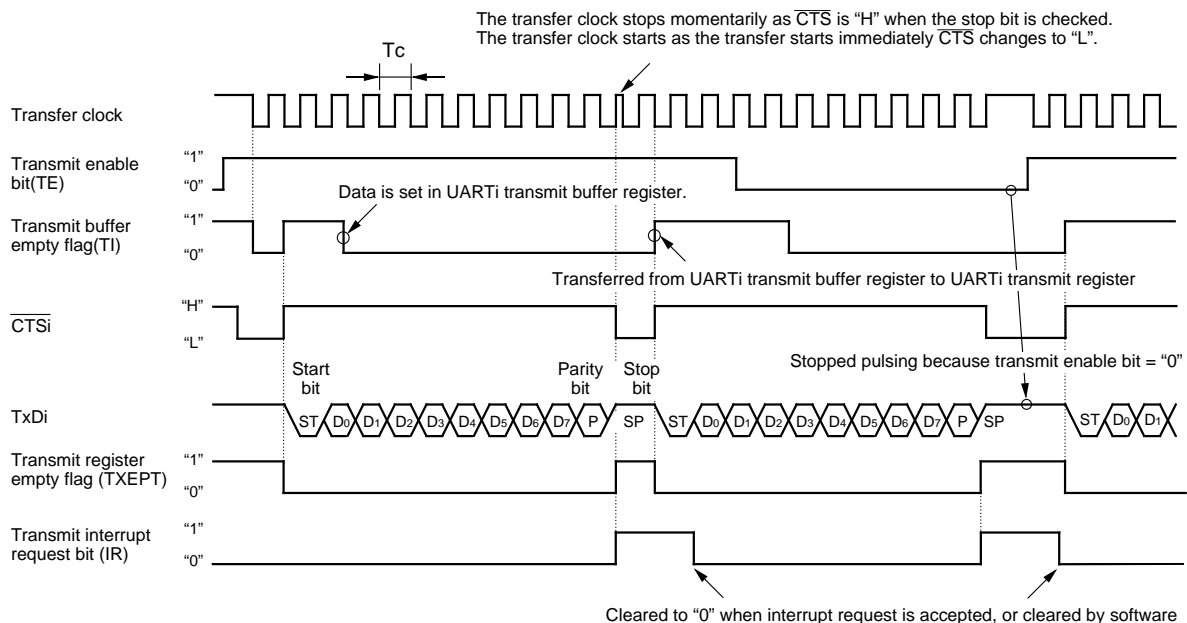 The transfer clock stops momentarily as CTS is “H” when the stop bit is checked.
The transfer clock starts as the transfer starts immediately CTS changes to “L”.
Tc
Transfer clock
Transmit enable
bit(TE)
“1”
“0”
Data is set in UARTi transmit buffer register.
Transmit buffer
empty flag(TI)
“1”
“0”
Transferred from UARTi transmit buffer register to UARTi transmit register
CTSi
“H”
“L”
Stopped pulsing because transmit enable bit = “0”
Start
bit
Parity
bit
Stop
bit
TxDi
ST D0 D1 D2 D3 D4 D5 D6 D7 P SP ST D0 D1 D2 D3 D4 D5 D6 D7 P SP ST D0 D1
Transmit register
empty flag (TXEPT)
“1”
“0”
Transmit interrupt
request bit (IR)
“1”
“0”
Cleared to “0” when interrupt request is accepted, or cleared by software